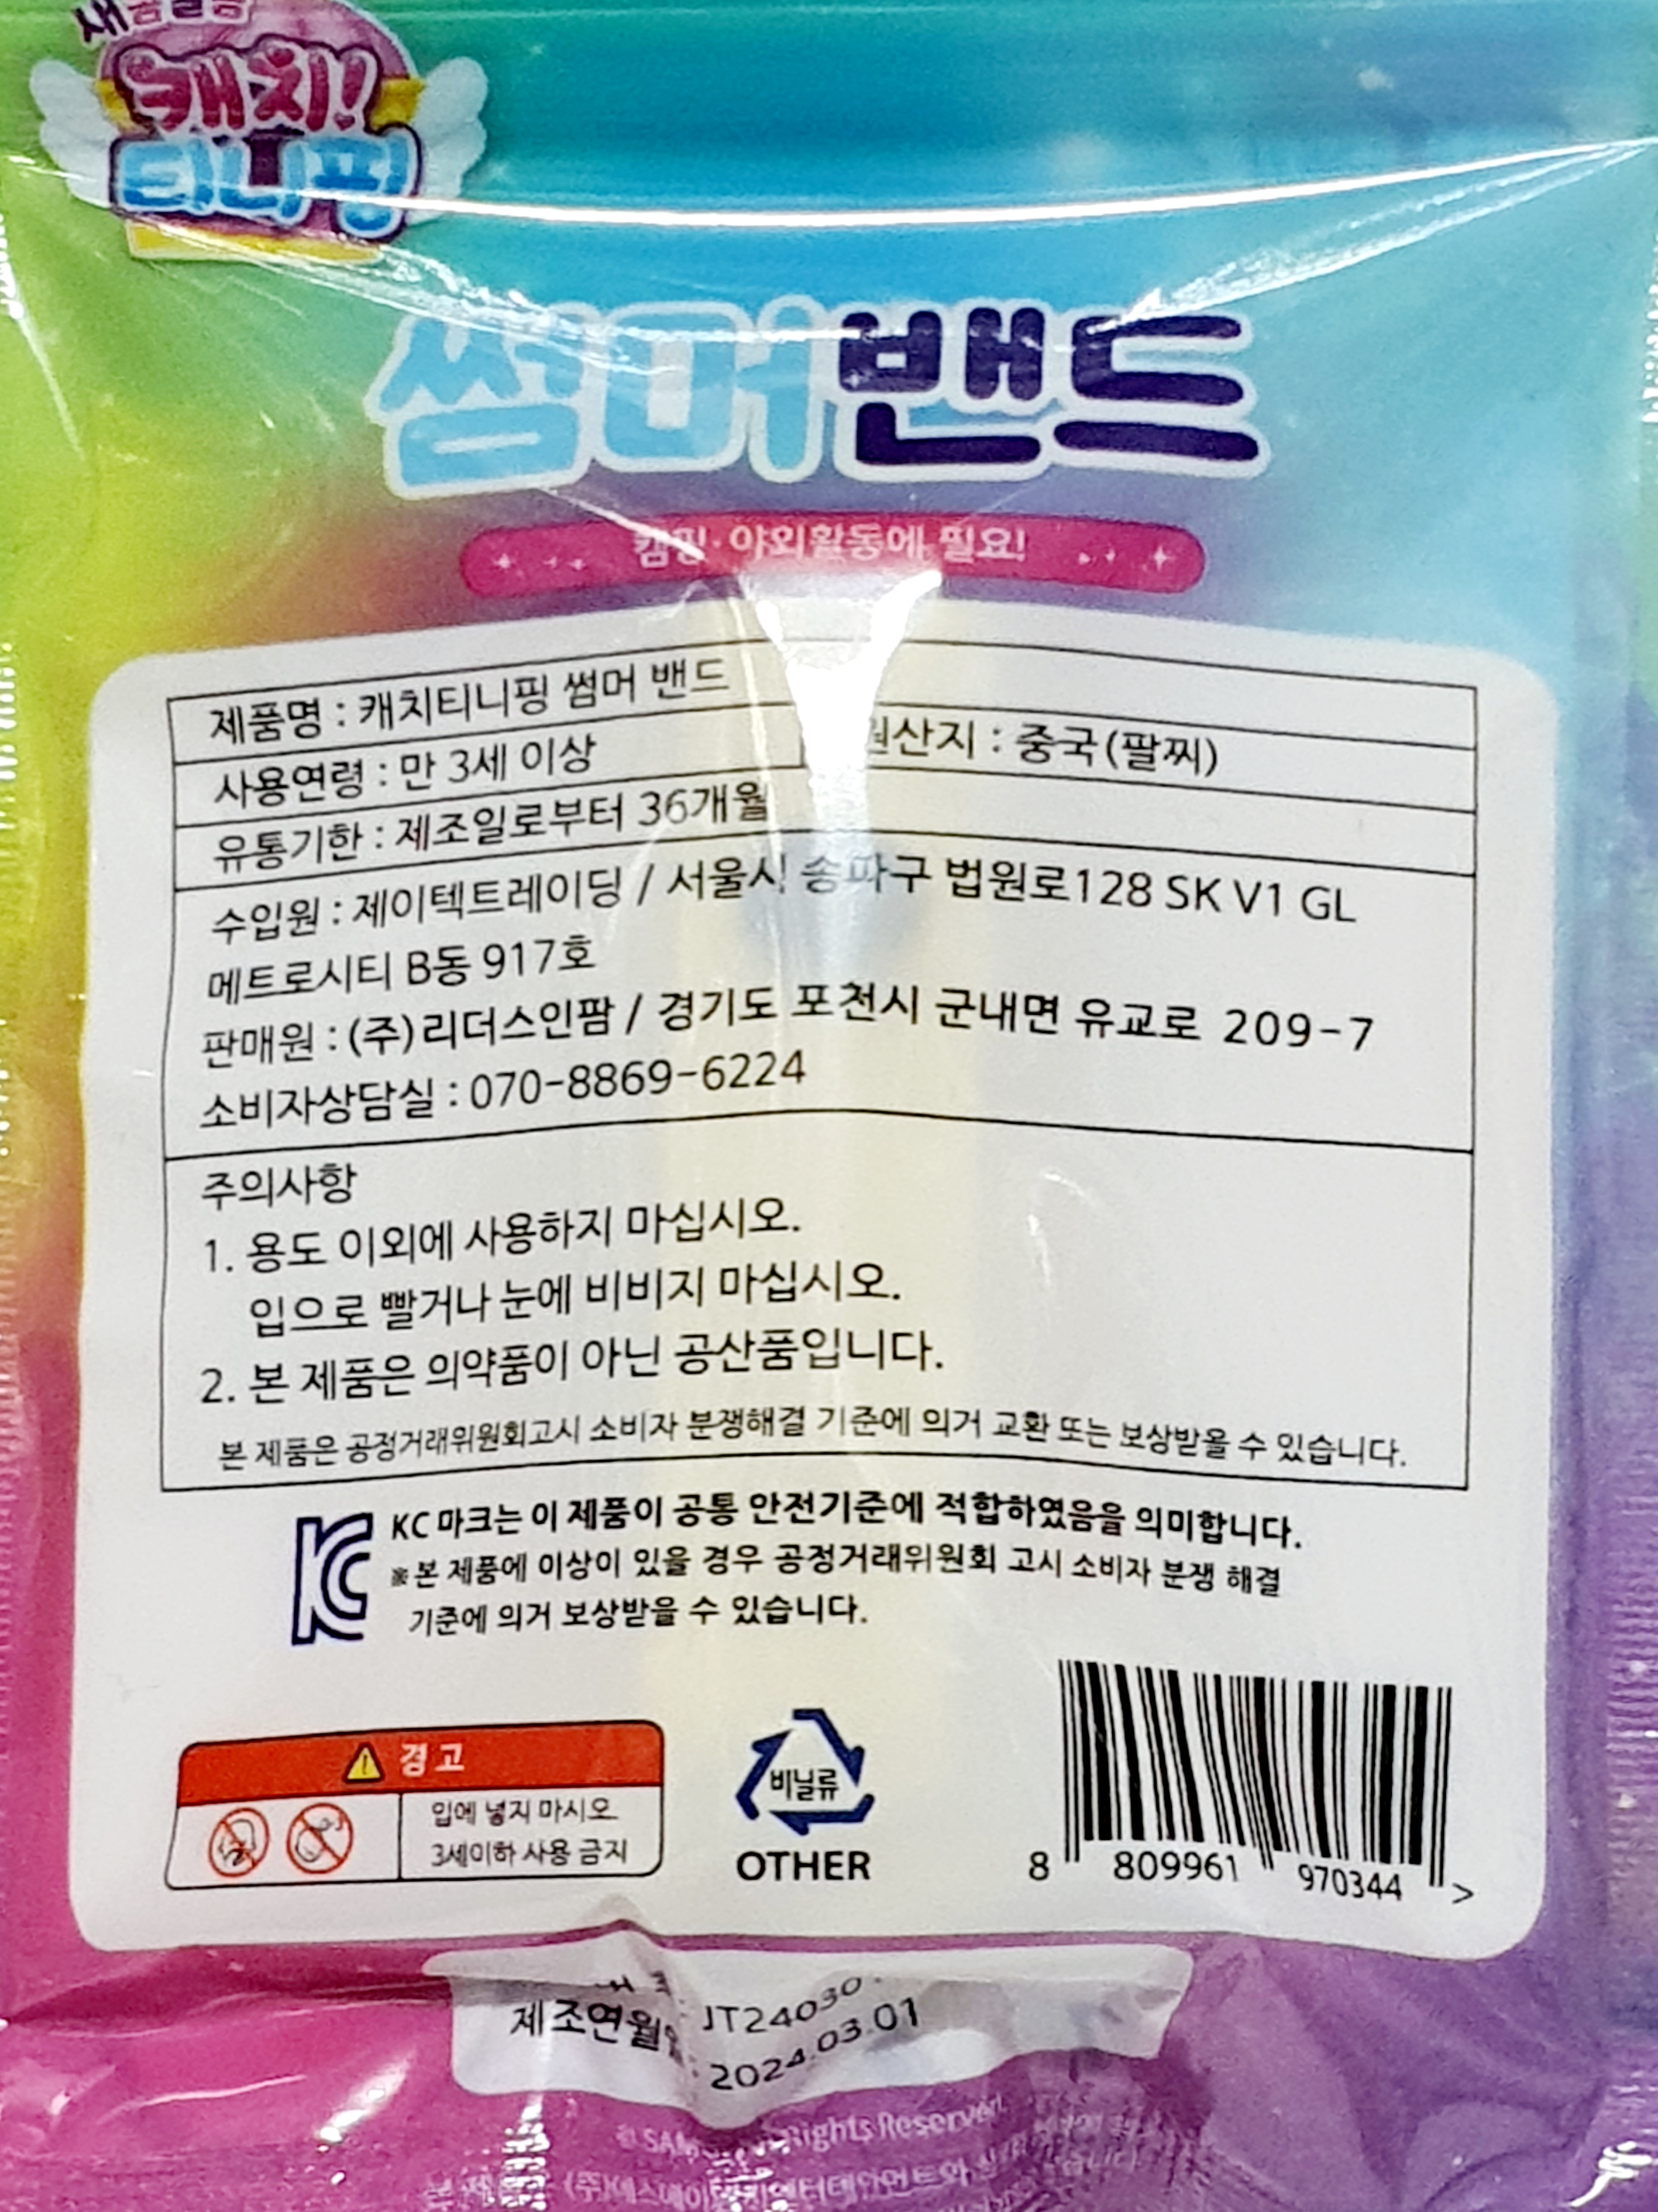 캐치!
티니핑
썸머밴드
캠핑·야외활동에 필요!
제품명 : 캐치티니핑 썸머 밴드
사용연령 : 만 3세 이상 원산지 : 중국(팔찌)
유통기한 : 제조일로부터 36개월
수입원 : 제이텍트레이딩 / 서울시 송파구 법원로128 SK V1 GL
메트로시티 B동 917호
판매원 : (주)리더스인팜 / 경기도 포천시 군내면 유교로 209-7
소비자상담실 : 070-8869-6224
주의사항
1. 용도 이외에 사용하지 마십시오.
입으로 빨거나 눈에 비비지 마십시오.
2. 본 제품은 의약품이 아닌 공산품입니다.
본 제품은 공정거래위원회고시 소비자 분쟁해결 기준에 의거 교환 또는 보상받을 수 있습니다.
KC 마크는 이 제품이 공통 안전기준에 적합하였음을 의미합니다.
※본 제품에 이상이 있을 경우 공정거래위원회 고시 소비자 분쟁 해결
기준에 의거 보상받을 수 있습니다.
경고
입에 넣지 마시오
3세이하 사용 금지
비닐류
OTHER
8 809961 970344 >
제조연월일 : 2024.03.01
Rights Reserved.